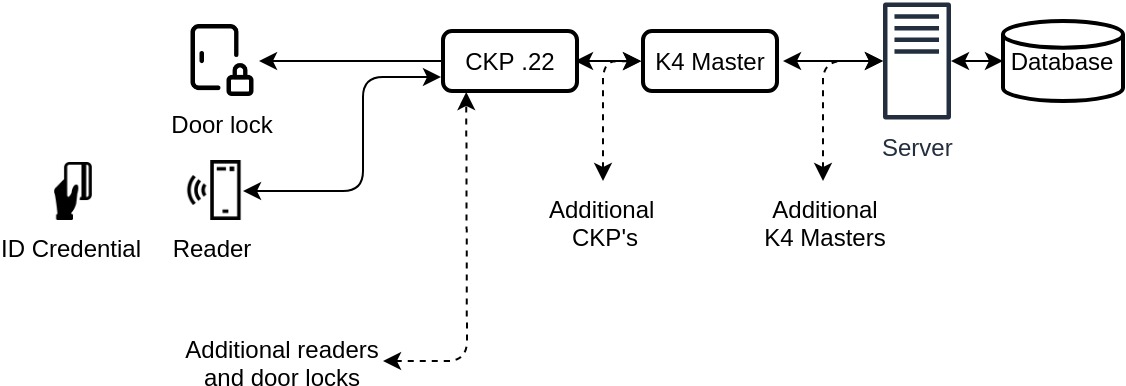 CKP .22
K4 Master
Database
Door lock
Server
ID Credential
Reader
Additional
CKP's
Additional
K4 Masters
Additional readers
and door locks